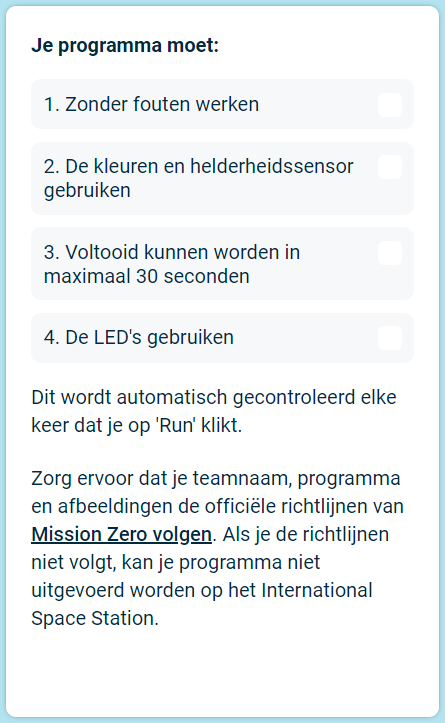 Je programma moet:
1. Zonder fouten werken
2. De kleuren en helderheidssensor
gebruiken
3. Voltooid kunnen worden in
maximaal 30 seconden
4. De LED's gebruiken
Dit wordt automatisch gecontroleerd elke
keer dat je op 'Run' klikt.
Zorg ervoor dat je teamnaam, programma
en afbeeldingen de officiële richtlijnen van
Mission Zero volgen. Als je de richtlijnen
niet volgt, kan je programma niet
uitgevoerd worden op het International
Space Station.